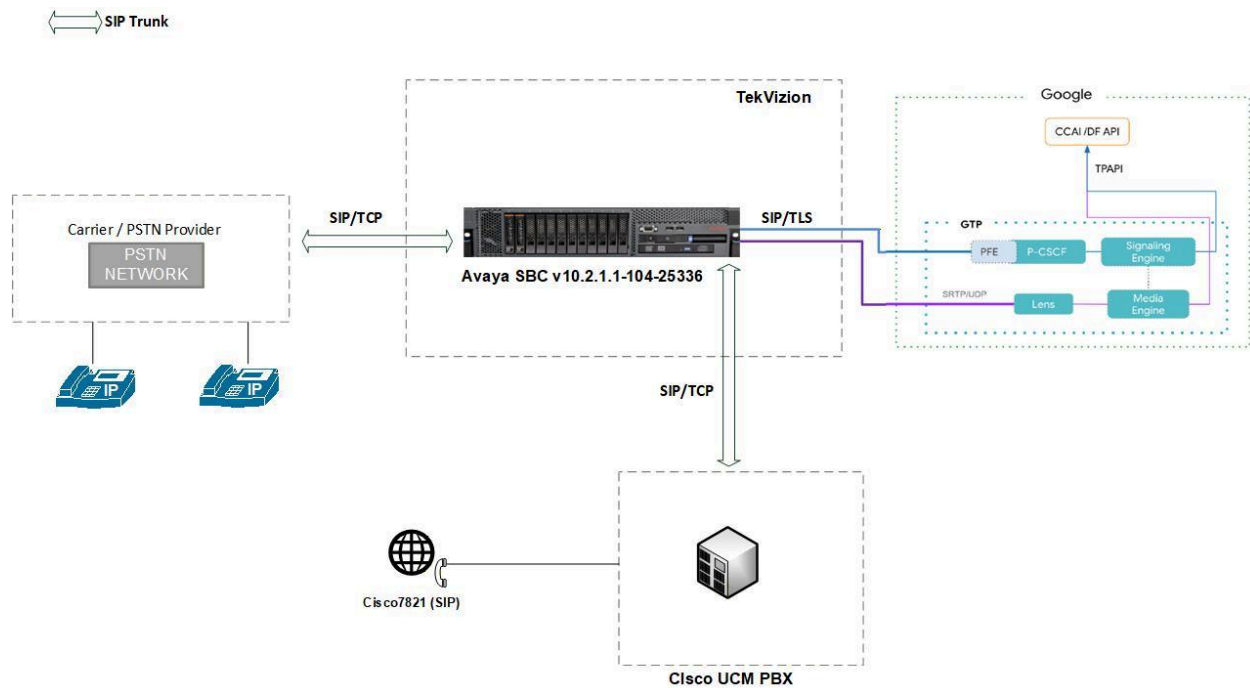 SIP Trunk
TekVizion
Google
CCAI /DF API
TPAPI
Carrier / PSTN Provider
PSTN
NETWORK
SIP/TCP
SIP/TLS
GTP
PFE
P-CSCF
Signaling
Engine
Avaya SBC v10.2.1.1-104-25336
SRTP/UDP
Lens
Media
Engine
IP
IP
SIP/TCP
Cisco7821 (SIP)
CIsco UCM PBX